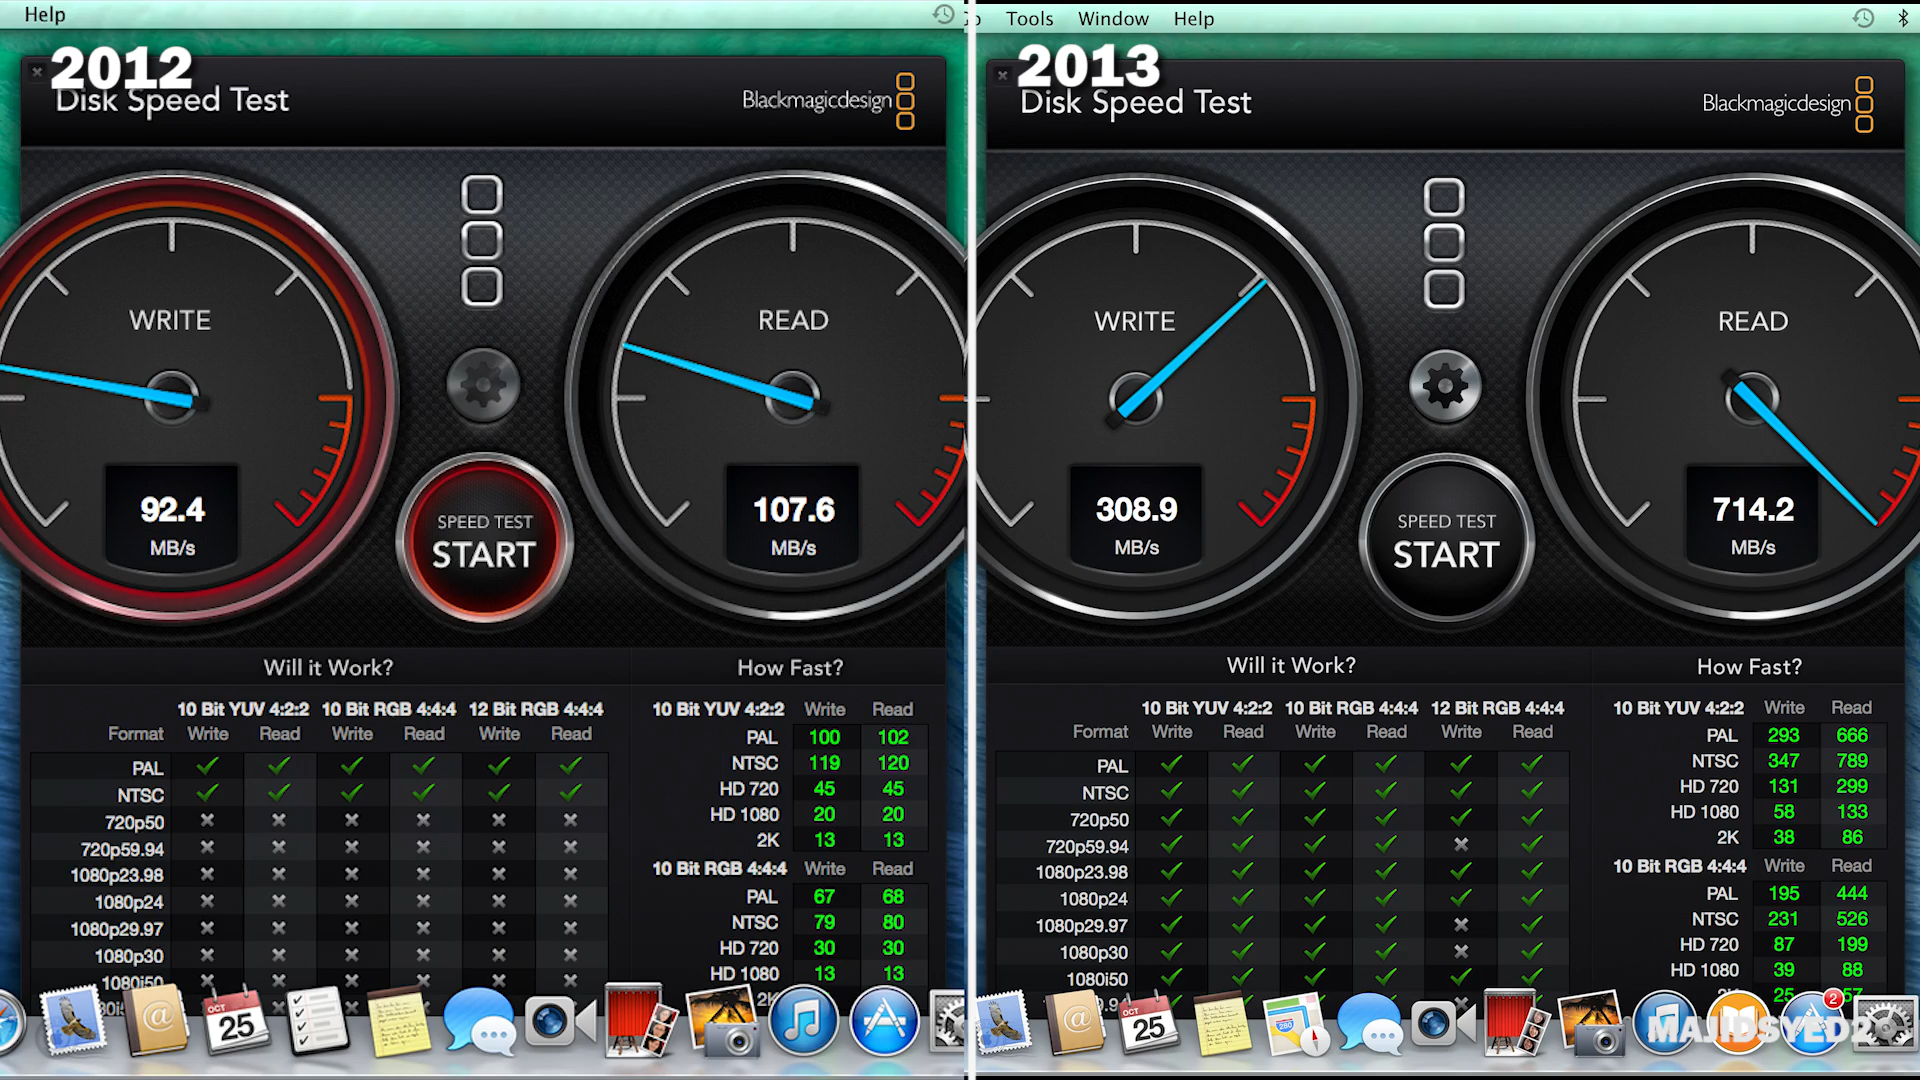 Help
2012
Disk Speed Test
Blackmagicdesign
WRITE
92.4
MB/s
SPEED TEST
START
READ
107.6
MB/s
Will it Work?
10 Bit YUV 4:2:2 10 Bit RGB 4:4:4 12 Bit RGB 4:4:4
Format Write Read Write Read Write Read
PAL
NTSC
720p50
720p59.94
1080p23.98
1080p24
1080p29.97
1080p30
1080i50
How Fast?
10 Bit YUV 4:2:2 Write Read
PAL 100 102
NTSC 119 120
HD 720 45 45
HD 1080 20 20
2K 13 13
10 Bit RGB 4:4:4 Write Read
PAL 67 68
NTSC 79 80
HD 720 30 30
HD 1080 13 13
OCT
25
Tools Window Help
2013
Disk Speed Test
Blackmagicdesign
WRITE
308.9
MB/s
SPEED TEST
START
READ
714.2
MB/s
Will it Work?
10 Bit YUV 4:2:2 10 Bit RGB 4:4:4 12 Bit RGB 4:4:4
Format Write Read Write Read Write Read
PAL
NTSC
720p50
720p59.94
1080p23.98
1080p24
1080p29.97
1080p30
1080i50
How Fast?
10 Bit YUV 4:2:2 Write Read
PAL 293 666
NTSC 347 789
HD 720 131 299
HD 1080 58 133
2K 38 86
10 Bit RGB 4:4:4 Write Read
PAL 195 444
NTSC 231 526
HD 720 87 199
HD 1080 39 88
OCT
25
280
2
MAJIDSYED2